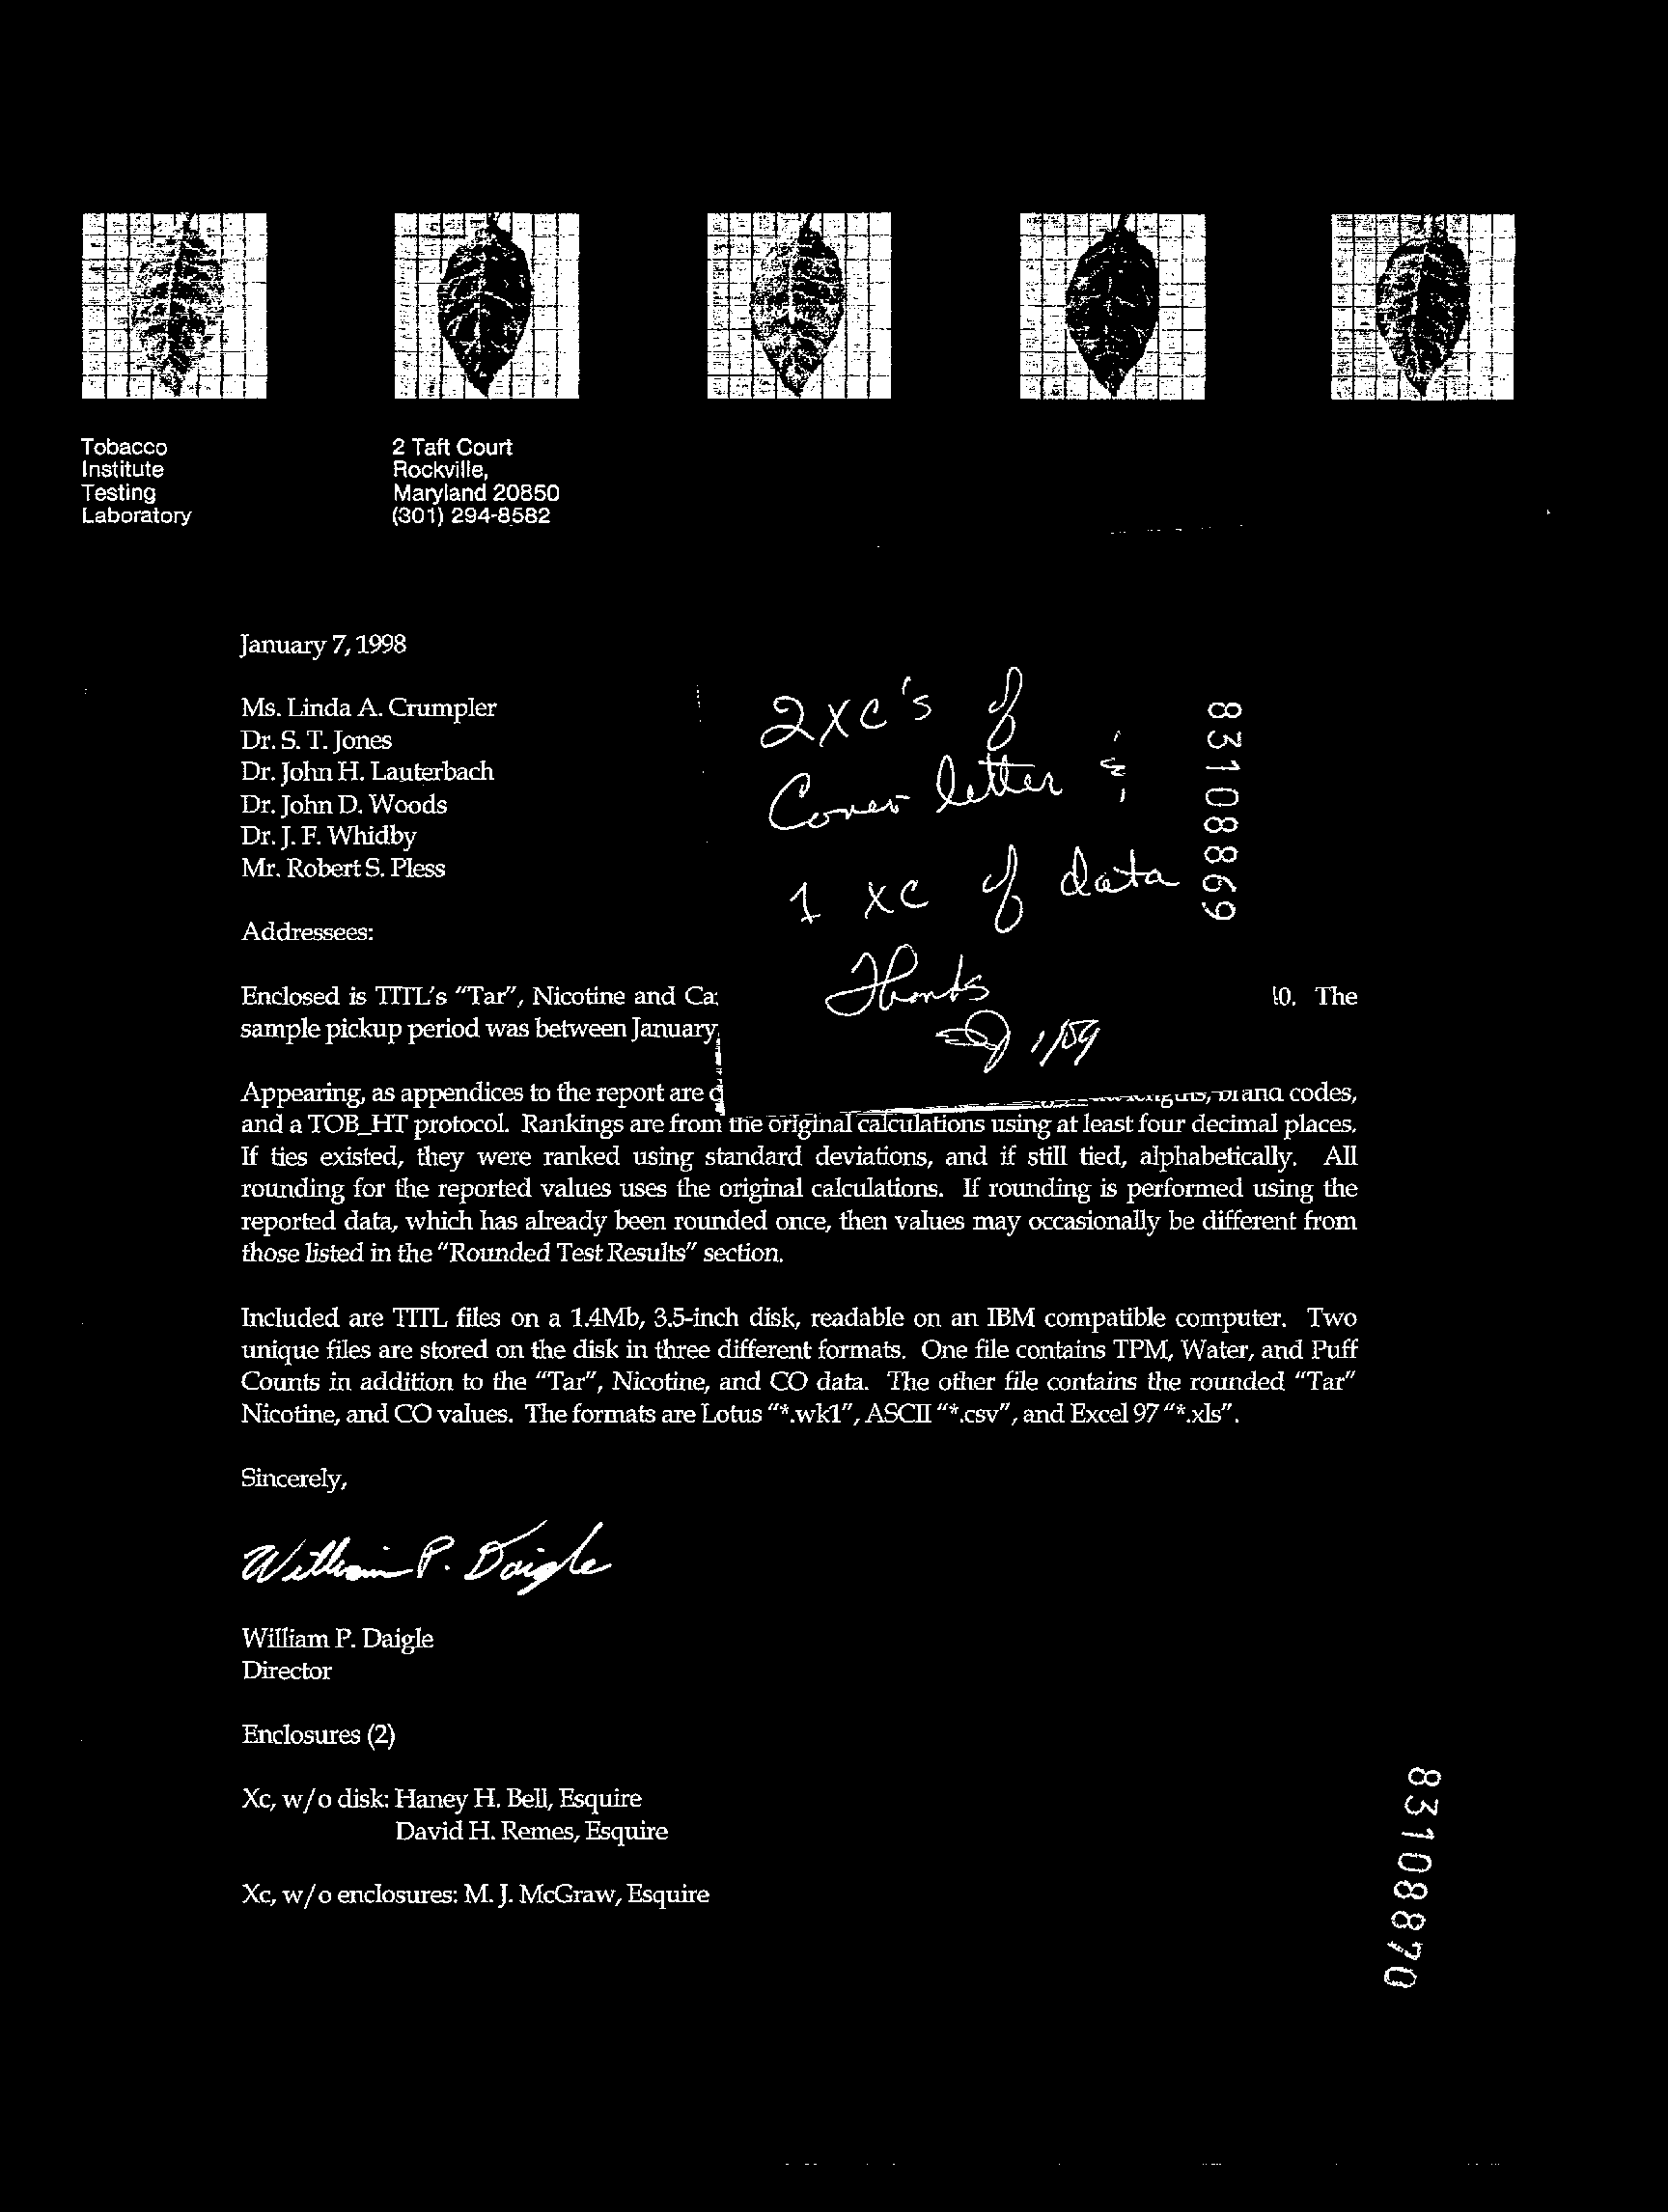 Tobacco
Institute
Testing
Laboratory
2 Taft Court
Rockville,
Maryland 20850
(301) 294-8582
January 7, 1998
Ms. Linda A. Crumpler
Dr. S. T. Jones
Dr. John H. Lauterbach
Dr. John D. Woods
Dr. J. F. Whidby
Mr. Robert S. Pless
2 xc's of
Cover letter &
1 xc of data
Thanks
83108869
Addressees:
Enclosed is TITL's "Tar", Nicotine and 0. The
sample pickup period was between January
Appearing, as appendices to the report are codes,
and a TOB_HT protocol. Rankings are from the original calculations using at least four decimal places.
If ties existed, they were ranked using standard deviations, and if still tied, alphabetically. All
rounding for the reported values uses the original calculations. If rounding is performed using the
reported data, which has already been rounded once, then values may occasionally be different from
those listed in the "Rounded Test Results" section.
Included are TITL files on a 1.4Mb, 3.5-inch disk, readable on an IBM compatible computer. Two
unique files are stored on the disk in three different formats. One file contains TPM, Water, and Puff
Counts in addition to the "Tar", Nicotine, and CO data. The other file contains the rounded "Tar"
Nicotine, and CO values. The formats are Lotus "*.wk1", ASCII "*.csv", and Excel 97 "*.xls".
Sincerely,
William P. Daigle
William P. Daigle
Director
Enclosures (2)
Xc, w/o disk: Haney H. Bell, Esquire
David H. Remes, Esquire
Xc, w/o enclosures: M. J. McGraw, Esquire
83108870